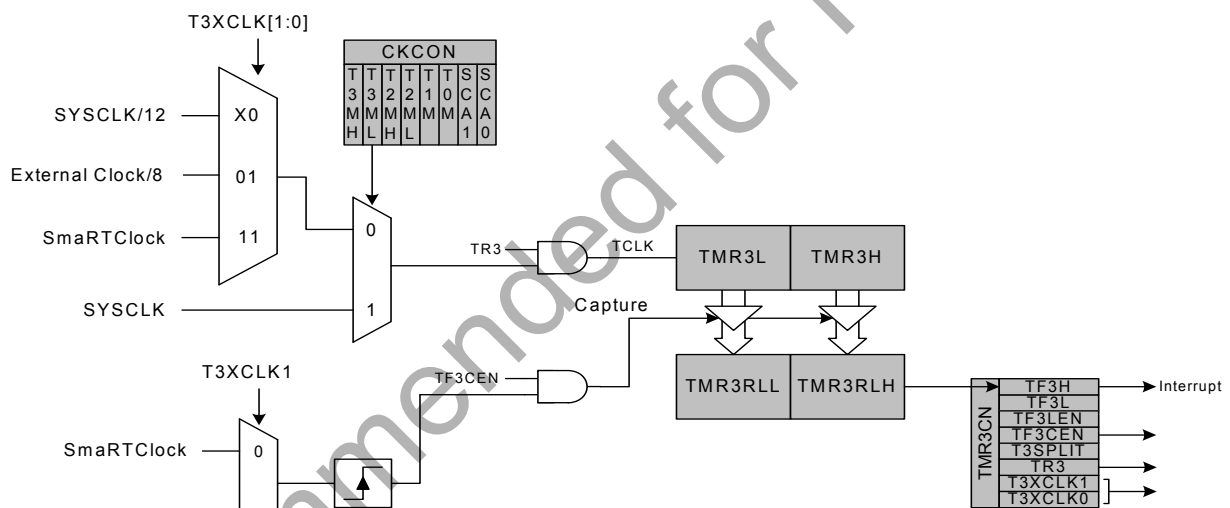 T3XCLK[1:0]
CKCON
T3MH T3ML T2MH T2ML T1M T0M SCA1 SCA0
SYSCLK/12
X0
External Clock/8
01
SmaRTClock
11
0
SYSCLK
1
TR3
TCLK
TMR3L
TMR3H
Capture
T3XCLK1
TF3CEN
TMR3RLL
TMR3RLH
SmaRTClock
0
TMR3CN
TF3H
Interrupt
TF3L
TF3LEN
TF3CEN
T3SPLIT
TR3
T3XCLK1
T3XCLK0
mmended for